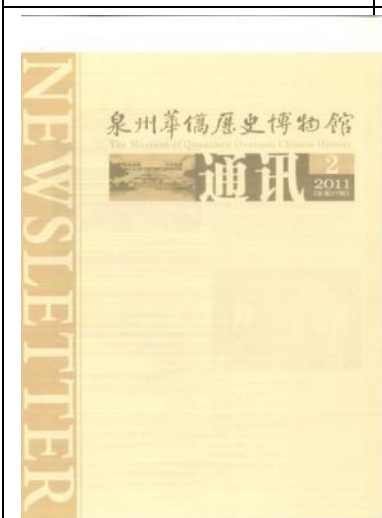 NEWSLETTER
泉州華僑歷史博物館
The Museum of Quanzhou Overseas Chinese History
通讯
2
2011